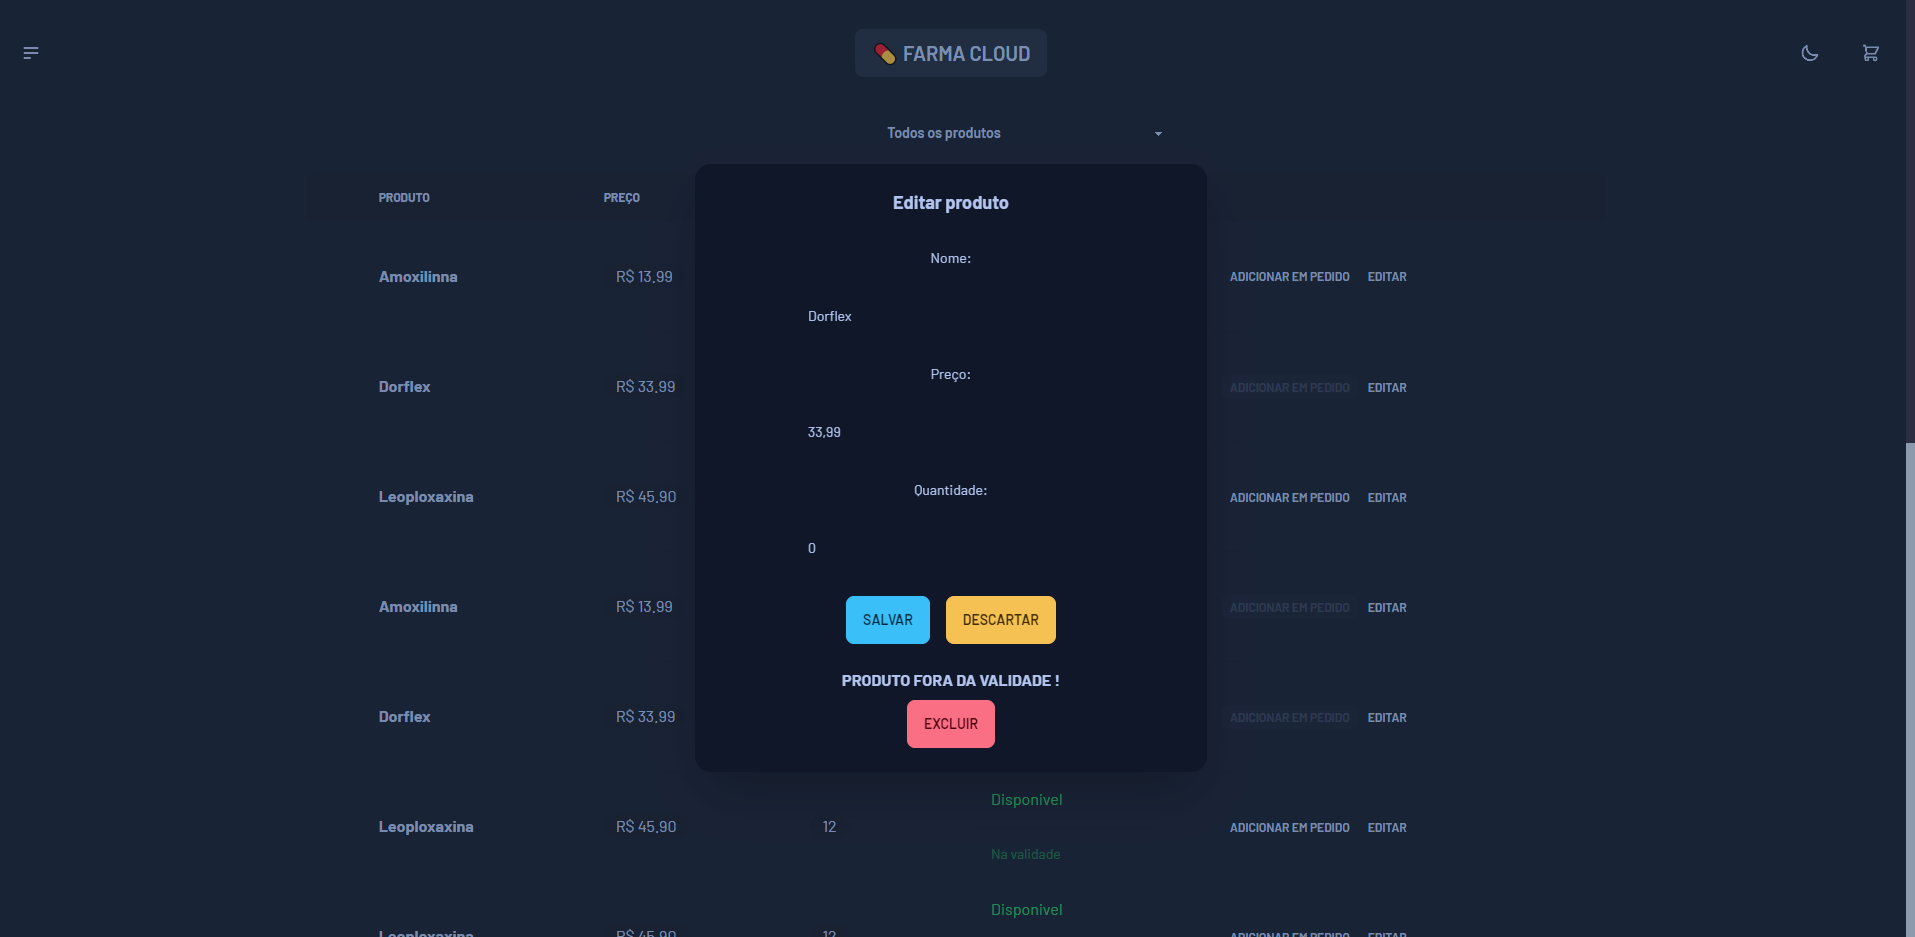 FARMA CLOUD
Todos os produtos
PRODUTO PREÇO
Editar produto
Nome:
Amoxilinna R$ 13.99 ADICIONAR EM PEDIDO EDITAR
Dorflex
Preço:
Dorflex R$ 33.99 ADICIONAR EM PEDIDO EDITAR
33,99
Quantidade:
Leoploxaxina R$ 45.90 ADICIONAR EM PEDIDO EDITAR
0
Amoxilinna R$ 13.99 ADICIONAR EM PEDIDO EDITAR
SALVAR DESCARTAR
PRODUTO FORA DA VALIDADE !
Dorflex R$ 33.99 ADICIONAR EM PEDIDO EDITAR
EXCLUIR
Disponivel
Leoploxaxina R$ 45.90 12 ADICIONAR EM PEDIDO EDITAR
Na validade
Disponivel
Leoploxaxina R$ 45.90 12 ADICIONAR EM PEDIDO EDITAR